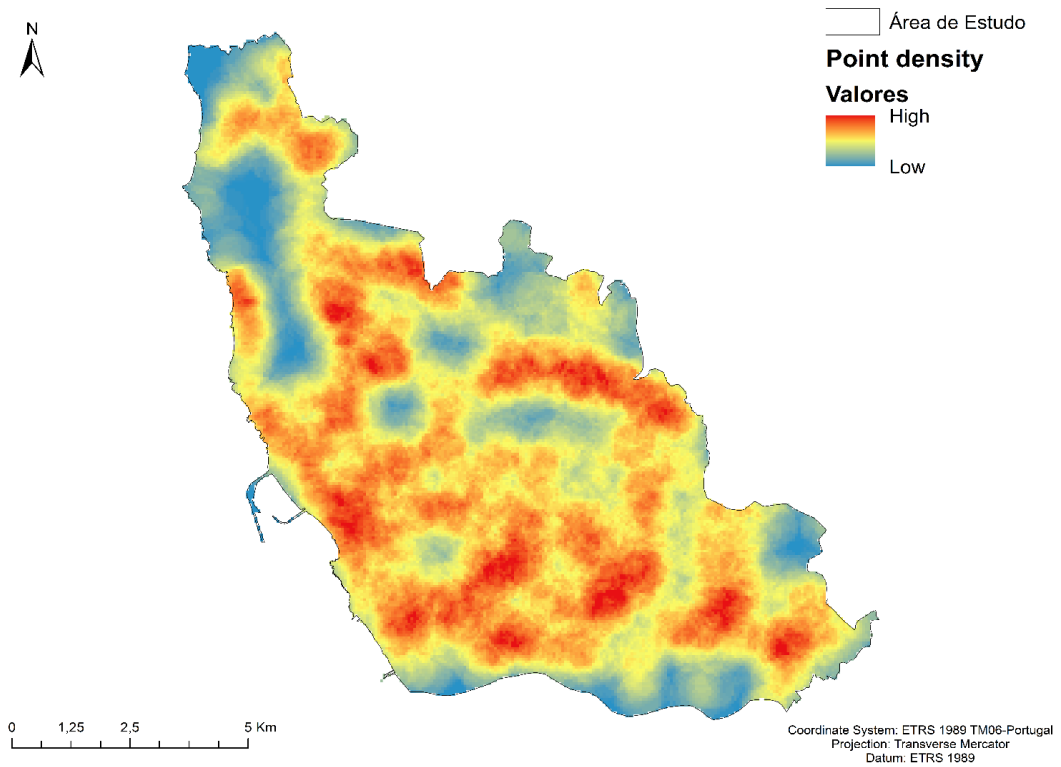 N
Área de Estudo
Point density
Valores
High
Low
0 1,25 2,5 5 Km
Coordinate System: ETRS 1989 TM06-Portugal
Projection: Transverse Mercator
Datum: ETRS 1989